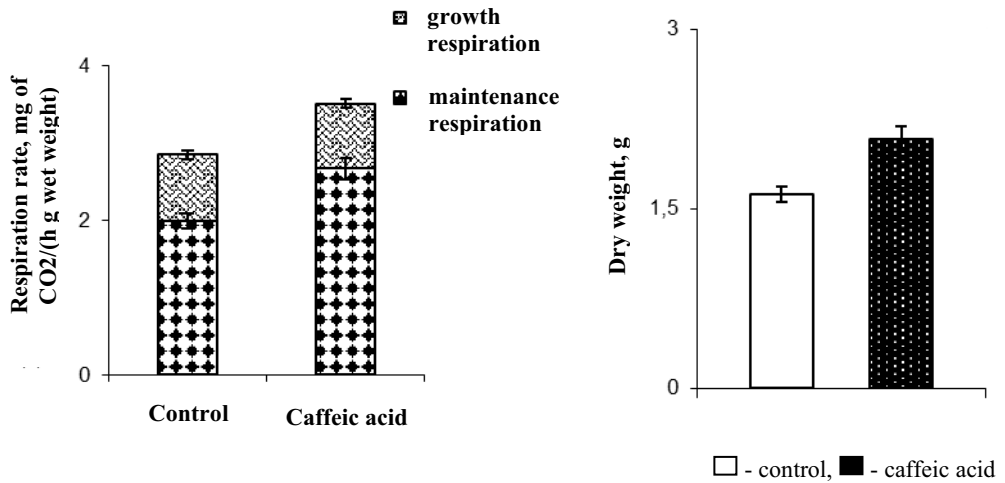 growth
respiration
maintenance
respiration
Respiration rate, mg of
CO2/(h g wet weight)
4
2
0
Control
Caffeic acid
Dry weight, g
3
1,5
0
- control,
- caffeic acid